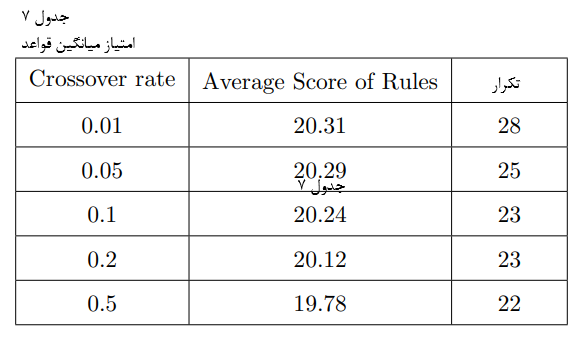 جدول ۷
امتیاز میانگین قواعد
Crossover rate Average Score of Rules تکرار
0.01 20.31 28
0.05 20.29 25
جدول ۷
0.1 20.24 23
0.2 20.12 23
0.5 19.78 22